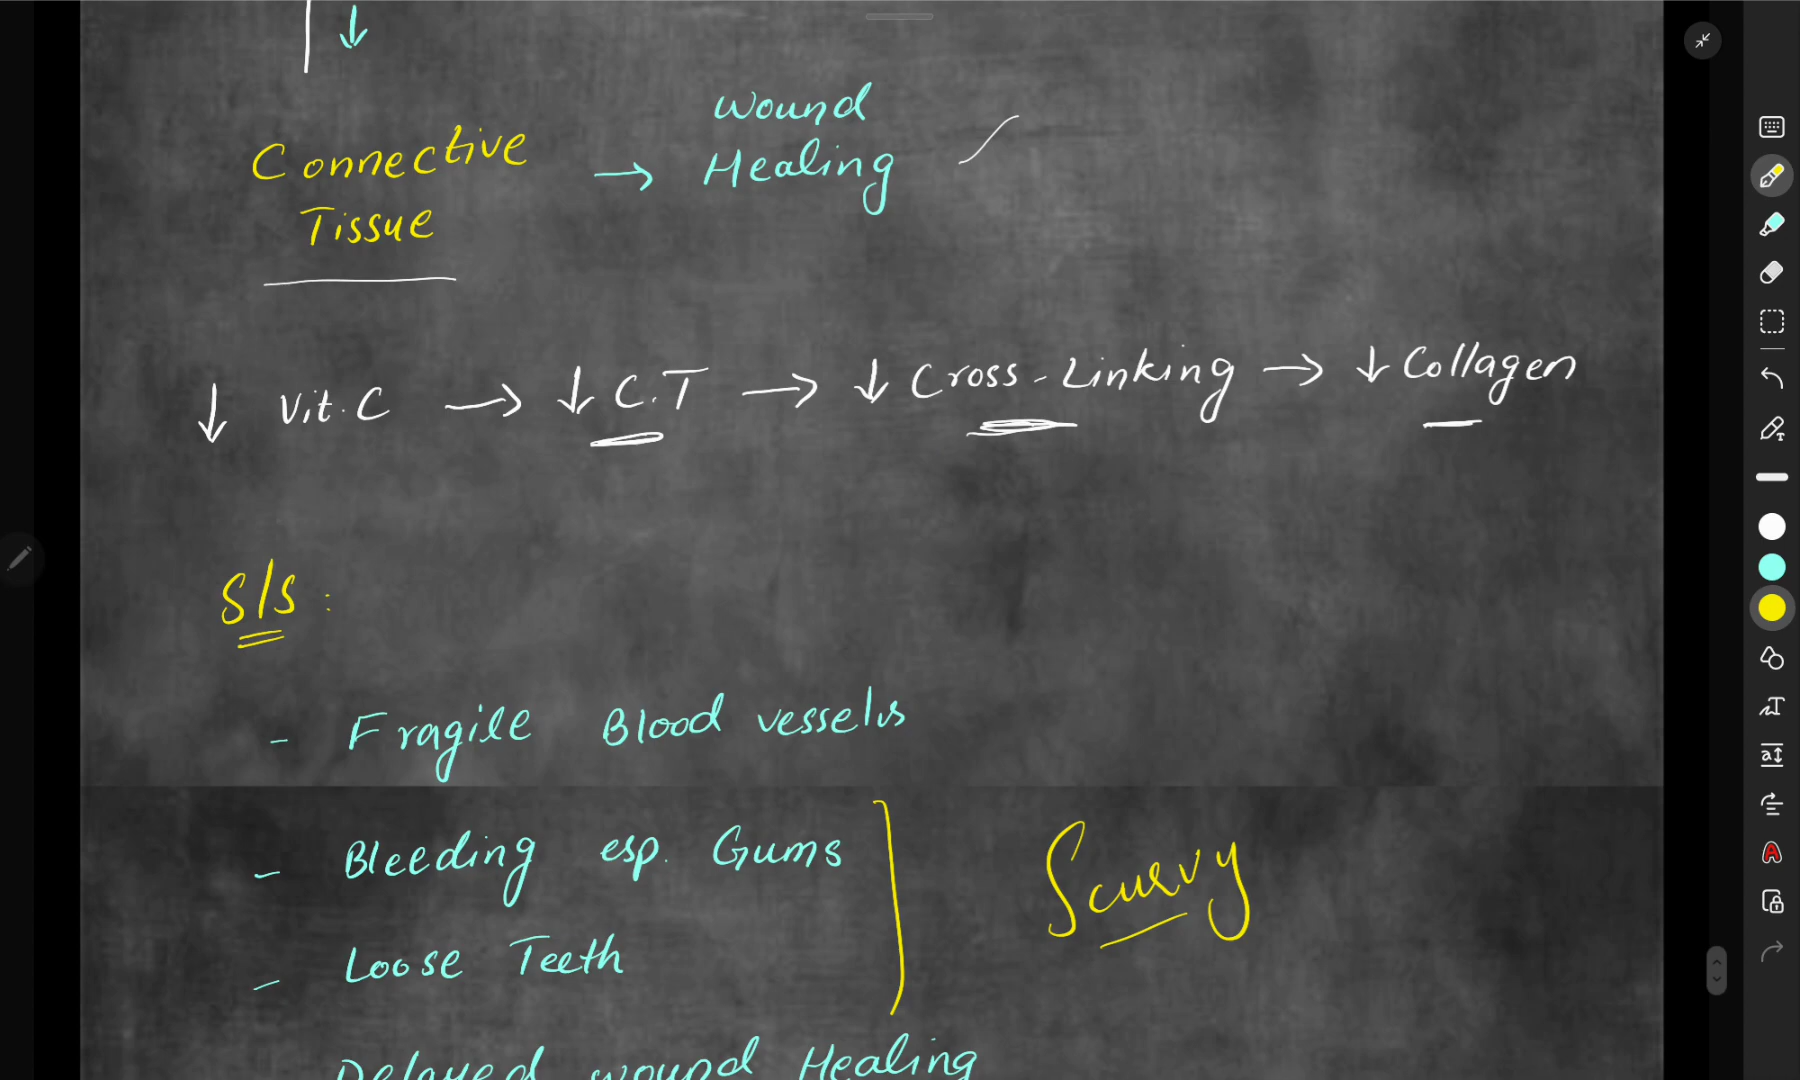 ↓
Wound
Connective → Healing
Tissue
↓ Vit. C → ↓ C.T → ↓ Cross-Linking → ↓ Collagen
S/S :
- Fragile Blood vessels
- Bleeding esp. Gums
Scurvy
- Loose Teeth
Delayed wound Healing